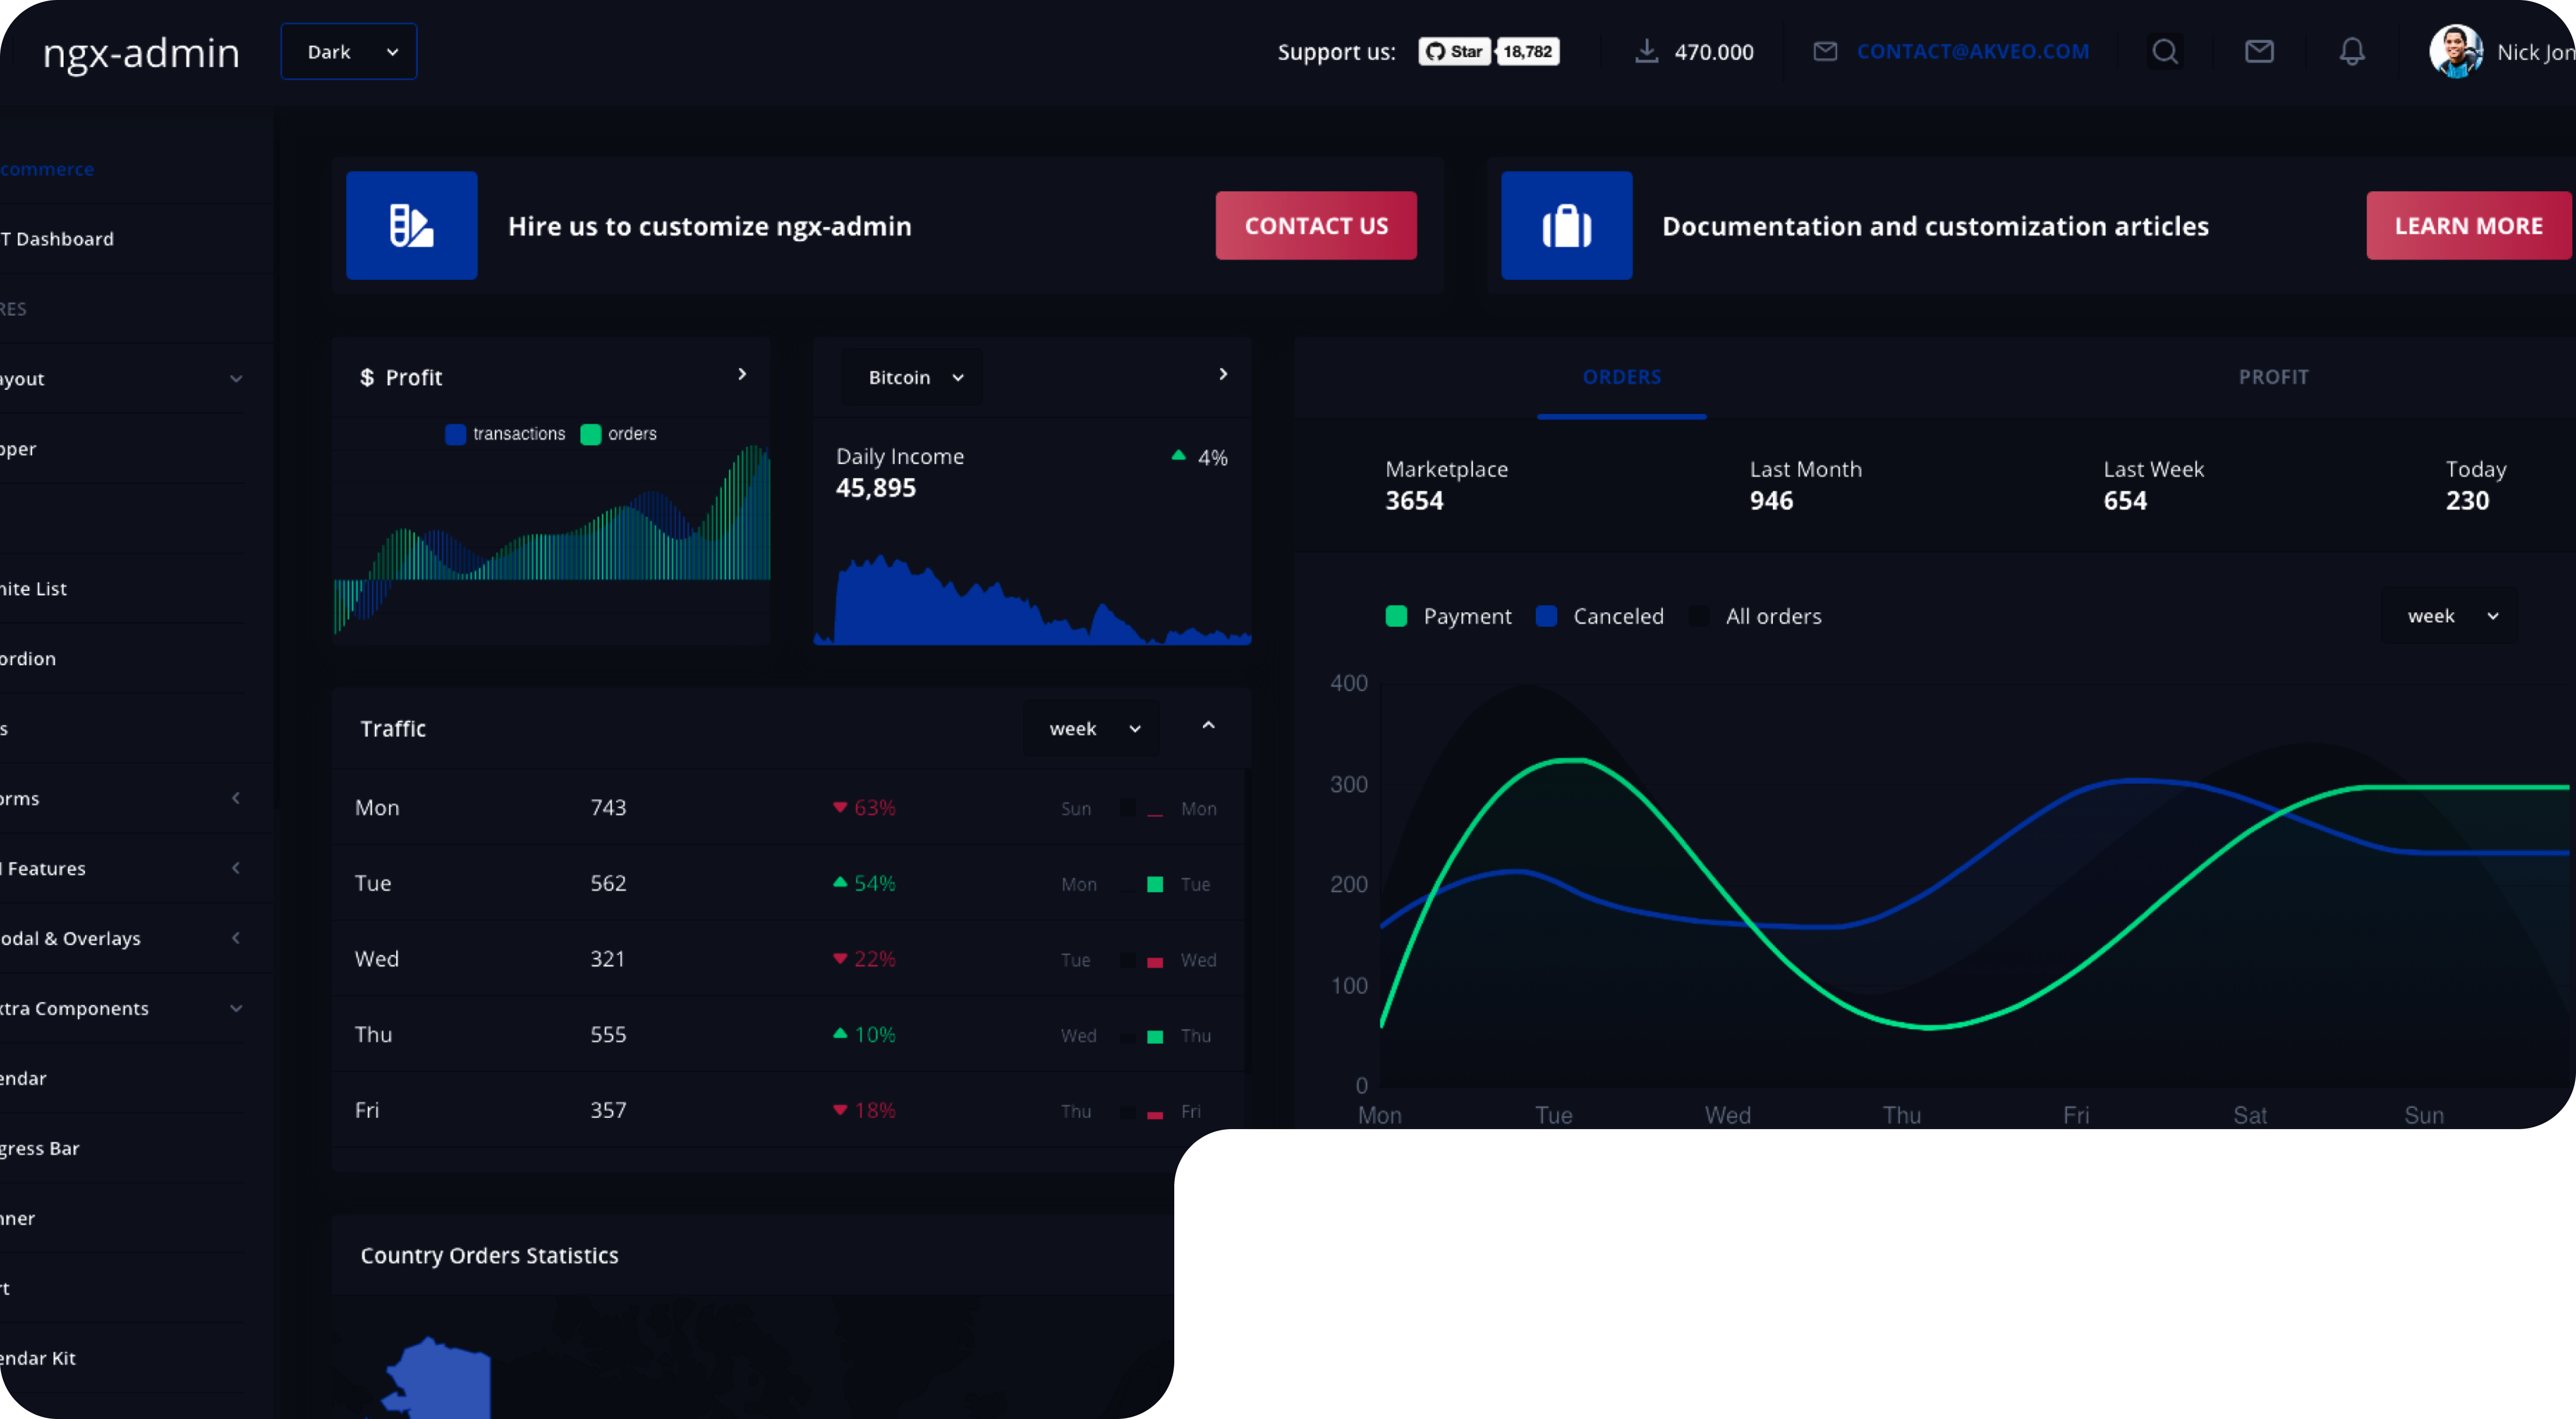 ngx-admin
Dark
Support us:
Star
18,782
470.000
CONTACT@AKVEO.COM
Nick Jon
commerce
T Dashboard
RES
ayout
pper
nite List
ordion
s
orms
l Features
odal & Overlays
xtra Components
endar
gress Bar
nner
rt
endar Kit
Hire us to customize ngx-admin
CONTACT US
Documentation and customization articles
LEARN MORE
$ Profit
transactions
orders
Bitcoin
Daily Income
45,895
4%
ORDERS
PROFIT
Marketplace
3654
Last Month
946
Last Week
654
Today
230
Payment
Canceled
All orders
week
400
300
200
100
0
Mon Tue Wed Thu Fri Sat Sun
Traffic
week
Mon 743 63% Sun Mon
Tue 562 54% Mon Tue
Wed 321 22% Tue Wed
Thu 555 10% Wed Thu
Fri 357 18% Thu Fri
Country Orders Statistics